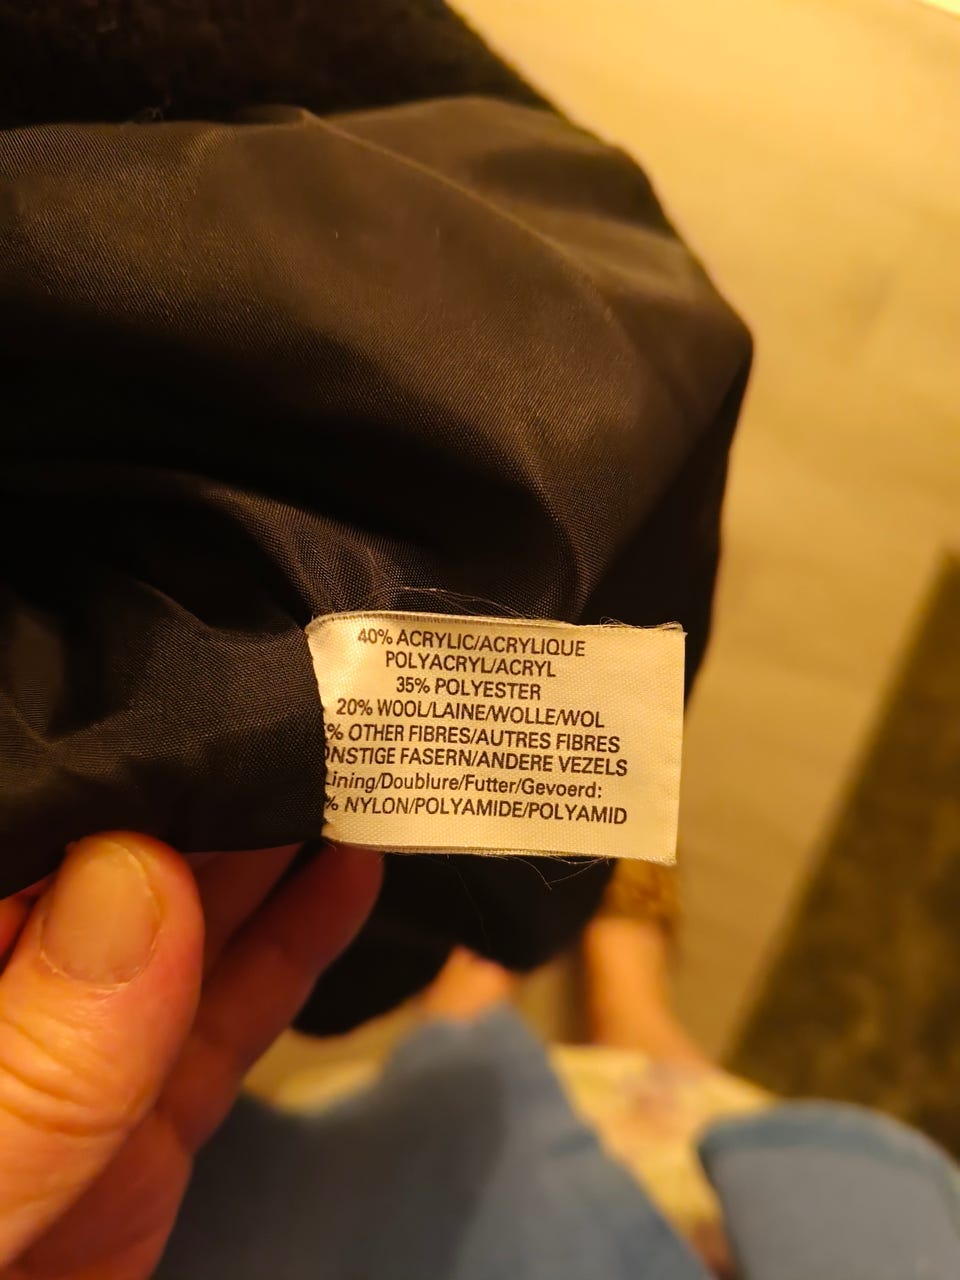 40% ACRYLIC/ACRYLIQUE
POLYACRYL/ACRYL
35% POLYESTER
20% WOOL/LAINE/WOLLE/WOL
% OTHER FIBRES/AUTRES FIBRES
ONSTIGE FASERN/ANDERE VEZELS
Lining/Doublure/Futter/Gevoerd:
% NYLON/POLYAMIDE/POLYAMID